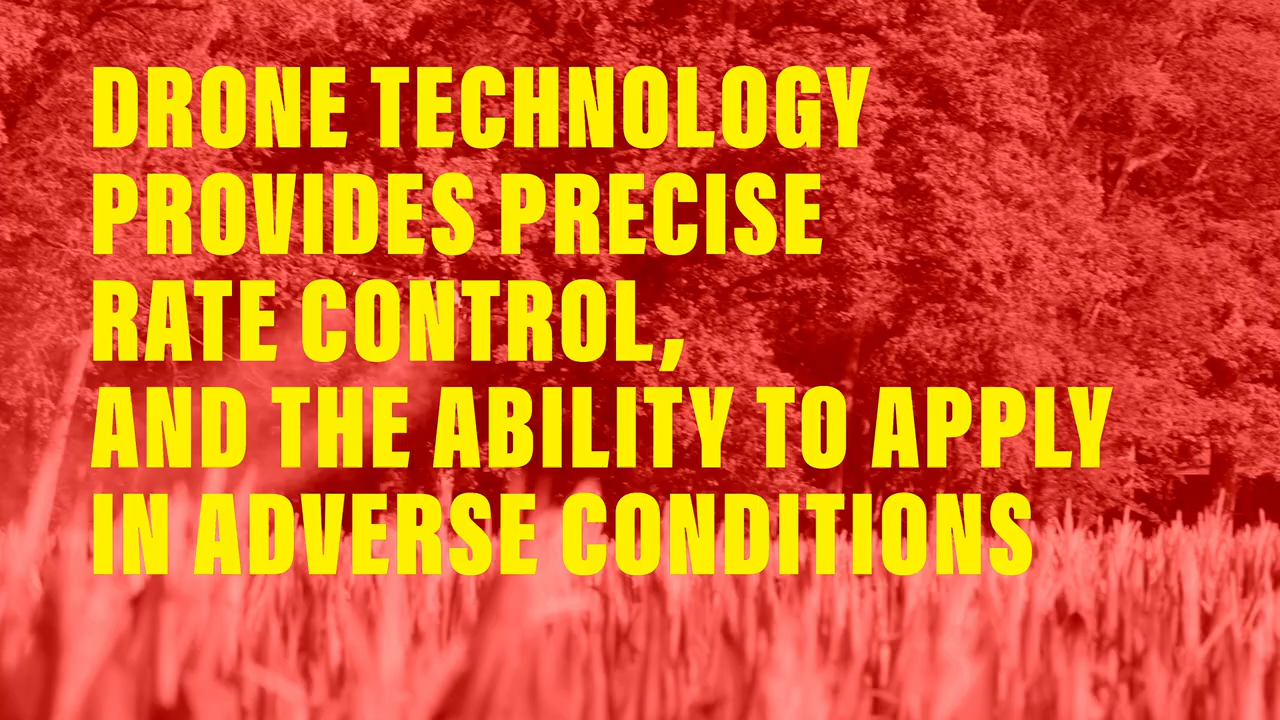 DRONE TECHNOLOGY
PROVIDES PRECISE
RATE CONTROL,
AND THE ABILITY TO APPLY
IN ADVERSE CONDITIONS